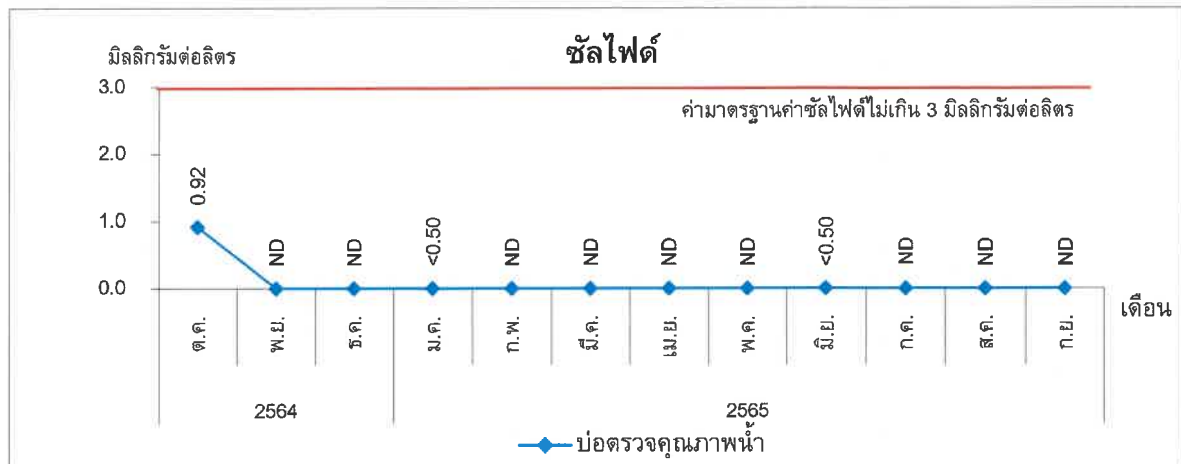 ซัลไฟด์
มิลลิกรัมต่อลิตร
3.0
ค่ามาตรฐานค่าซัลไฟด์ไม่เกิน 3 มิลลิกรัมต่อลิตร
2.0
1.0
0.0
0.92 ND ND <0.50 ND ND ND ND <0.50 ND ND ND
ต.ค. พ.ย. ธ.ค. ม.ค. ก.พ. มี.ค. เม.ย. พ.ค. มิ.ย. ก.ค. ส.ค. ก.ย.
เดือน
2564 2565
บ่อตรวจคุณภาพน้ำ